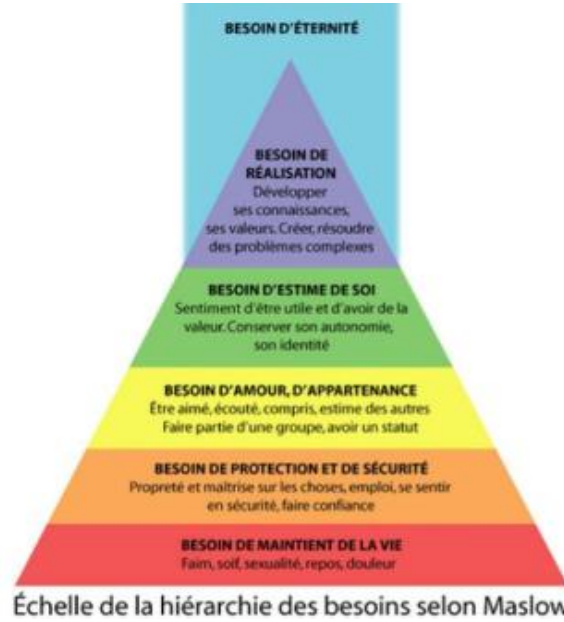 BESOIN D'ÉTERNITÉ
BESOIN DE
RÉALISATION
Développer
ses connaissances,
ses valeurs. Créer, résoudre
des problèmes complexes
BESOIN D'ESTIME DE SOI
Sentiment d'être utile et d'avoir de la
valeur. Conserver son autonomie,
son identité
BESOIN D'AMOUR, D'APPARTENANCE
Être aimé, écouté, compris, estime des autres
Faire partie d'une groupe, avoir un statut
BESOIN DE PROTECTION ET DE SÉCURITÉ
Propreté et maîtrise sur les choses, emploi, se sentir
en sécurité, faire confiance
BESOIN DE MAINTIENT DE LA VIE
Faim, soif, sexualité, repos, douleur
Échelle de la hiérarchie des besoins selon Maslow